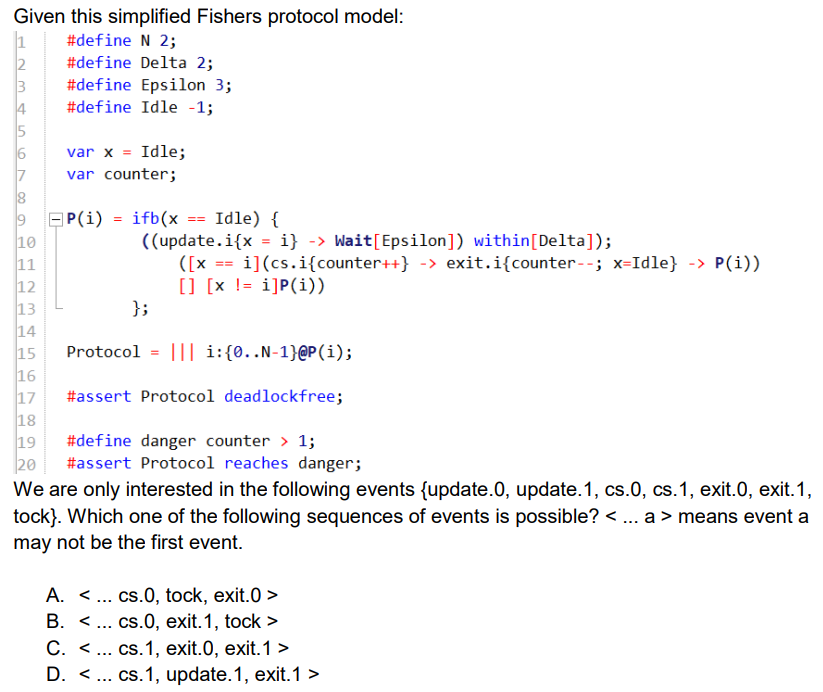 Given this simplified Fishers protocol model:
1 #define N 2;
2 #define Delta 2;
3 #define Epsilon 3;
4 #define Idle -1;
5
6 var x = Idle;
7 var counter;
8
9 P(i) = ifb(x == Idle) {
10 ((update.i{x = i} -> Wait[Epsilon]) within[Delta]);
11 ([x == i](cs.i{counter++} -> exit.i{counter--; x=Idle} -> P(i))
12 [] [x != i]P(i))
13 };
14
15 Protocol = ||| i:{0..N-1}@P(i);
16
17 #assert Protocol deadlockfree;
18
19 #define danger counter > 1;
20 #assert Protocol reaches danger;
We are only interested in the following events {update.0, update.1, cs.0, cs.1, exit.0, exit.1,
tock}. Which one of the following sequences of events is possible? < ... a > means event a
may not be the first event.
A. < ... cs.0, tock, exit.0 >
B. < ... cs.0, exit.1, tock >
C. < ... cs.1, exit.0, exit.1 >
D. < ... cs.1, update.1, exit.1 >